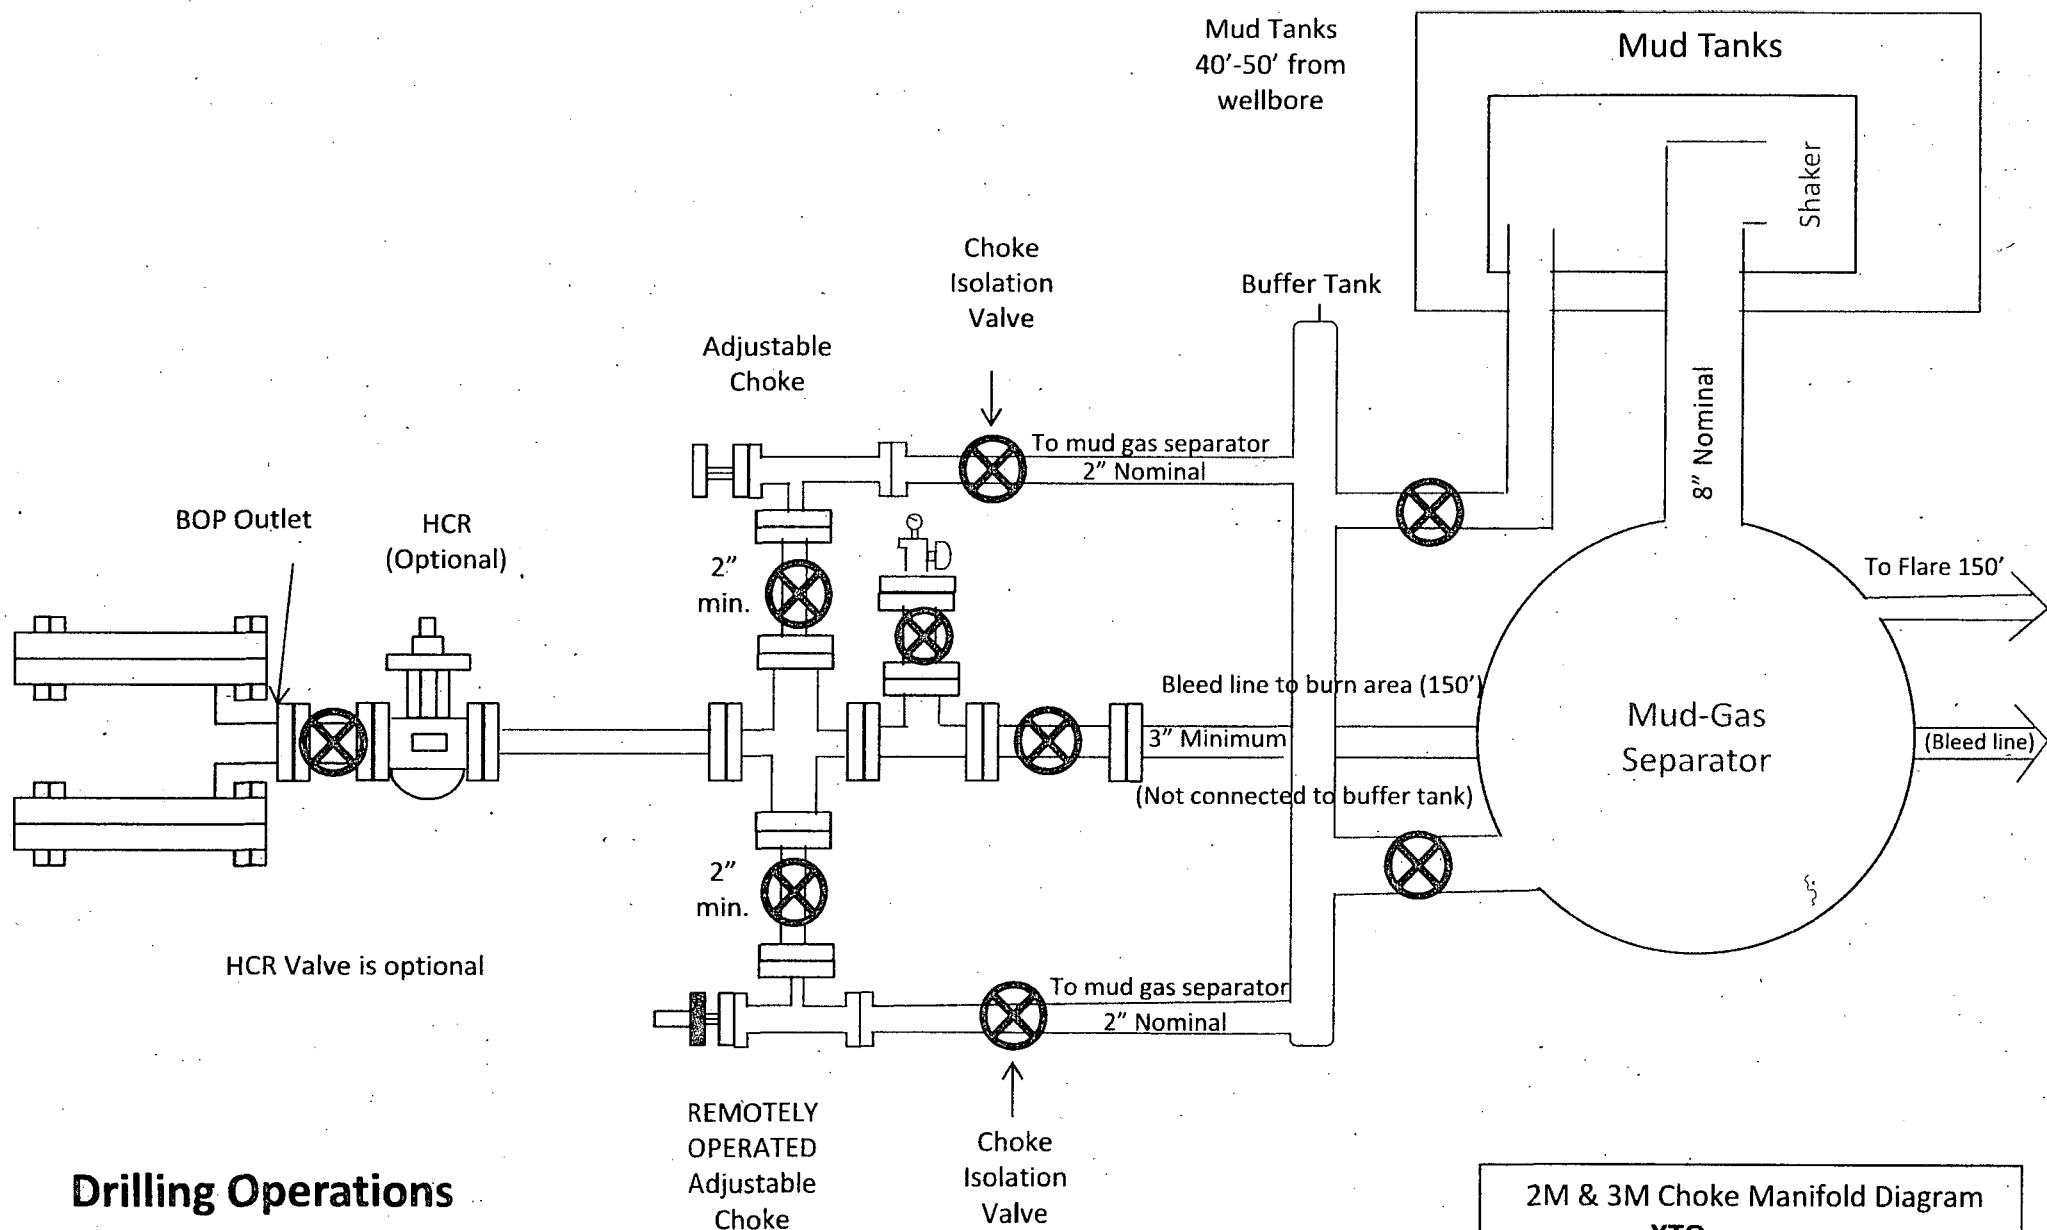 Mud Tanks
40'-50' from
wellbore
Mud Tanks
Shaker
Choke
Isolation
Valve
Buffer Tank
Adjustable
Choke
8" Nominal
To mud gas separator
2" Nominal
BOP Outlet
HCR
(Optional)
2"
min.
To Flare 150'
Bleed line to burn area (150')
3" Minimum
(Not connected to buffer tank)
Mud-Gas
Separator
(Bleed line)
2"
min.
HCR Valve is optional
To mud gas separator
2" Nominal
REMOTELY
OPERATED
Adjustable
Choke
Choke
Isolation
Valve
Drilling Operations
2M & 3M Choke Manifold Diagram
XTO